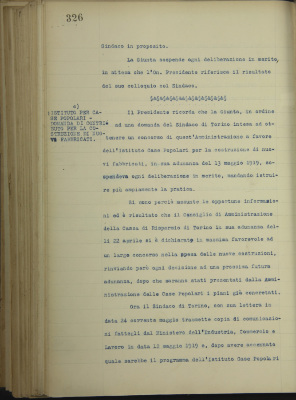 326
Sindaco in proposito.
La Giunta sospende ogni deliberazione in merito,
in attesa che l'On. Presidente riferisca il risultato
del suo colloquio col Sindaco.
4)
ISTITUTO PER CA-
SE POPOLARI -
DOMANDA DI CONTRI-
BUTO PER LA CO-
STRUZIONE DI NUO-
VI FABBRICATI.
Il Presidente ricorda che la Giunta, in ordine
ad una domanda del Sindaco di Torino intesa ad ot-
tenere un concorso di quest'Amministrazione a favore
dell'Istituto Case Popolari per la costruzione di nuo-
vi fabbricati, in sua adunanza del 13 maggio 1919, so-
spendeva ogni deliberazione in merito, mandando istrui-
re più ampiamente la pratica.
Si sono perciò assunte le opportune informazio-
ni ed è risultato che il Consiglio di Amministrazione
della Cassa di Risparmio di Torino in sua adunanza del-
li 22 aprile si è dichiarato in massima favorevole ad
un largo concorso nella spesa delle nuove costruzioni,
rinviando però ogni decisione ad una prossima futura
adunanza, dopo che saranno stati presentati dalla Ammi-
nistrazione delle Case Popolari i piani più concretati.
Ora il Sindaco di Torino, con sua lettera in
data 24 corrente maggio trasmette copia di comunicazio-
ni fattegli dal Ministero dell'Industria, Commercio e
Lavoro in data 12 maggio 1919 e, dopo avere accennato
quale sarebbe il programma dell'Istituto Case Popolari